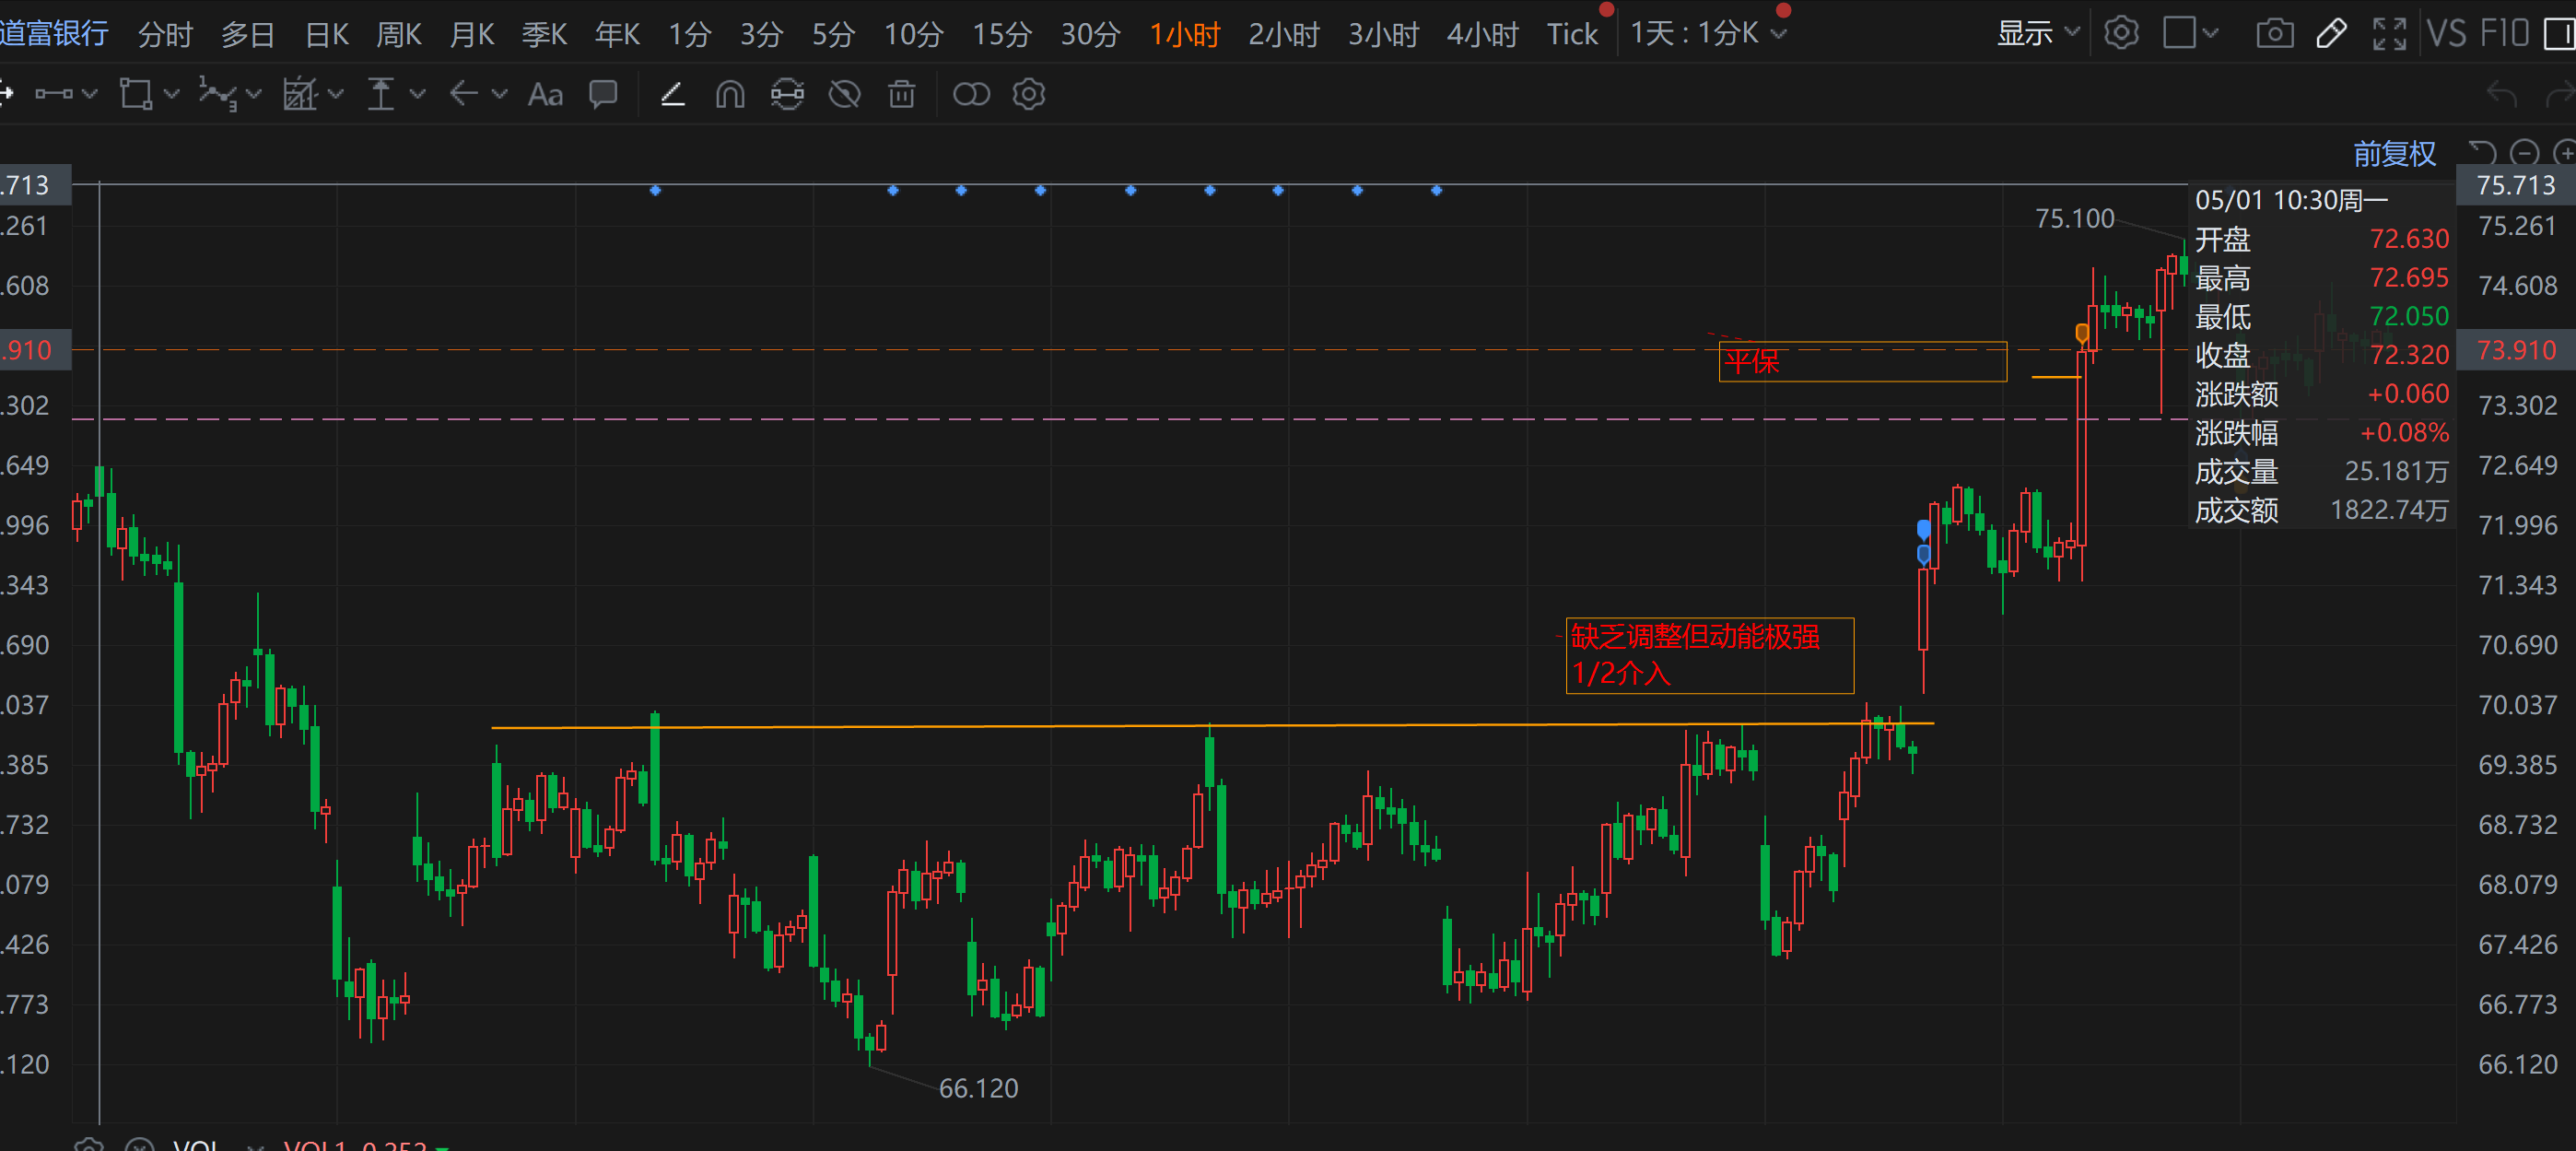 道富银行 分时 多日 日K 周K 月K 季K 年K 1分 3分 5分 10分 15分 30分 1小时 2小时 3小时 4小时 Tick 1天 : 1分K 显示 VS F10
Aa
前复权
.713
.261
.608
.910
.302
.649
.996
.343
.690
.037
.385
.732
.079
.426
.773
.120
75.100
平保
缺乏调整但动能极强
1/2介入
66.120
05/01 10:30周一
开盘 72.630
最高 72.695
最低 72.050
收盘 72.320
涨跌额 +0.060
涨跌幅 +0.08%
成交量 25.181万
成交额 1822.74万
75.713
75.261
74.608
73.910
73.302
72.649
71.996
71.343
70.690
70.037
69.385
68.732
68.079
67.426
66.773
66.120
VOL VOL1